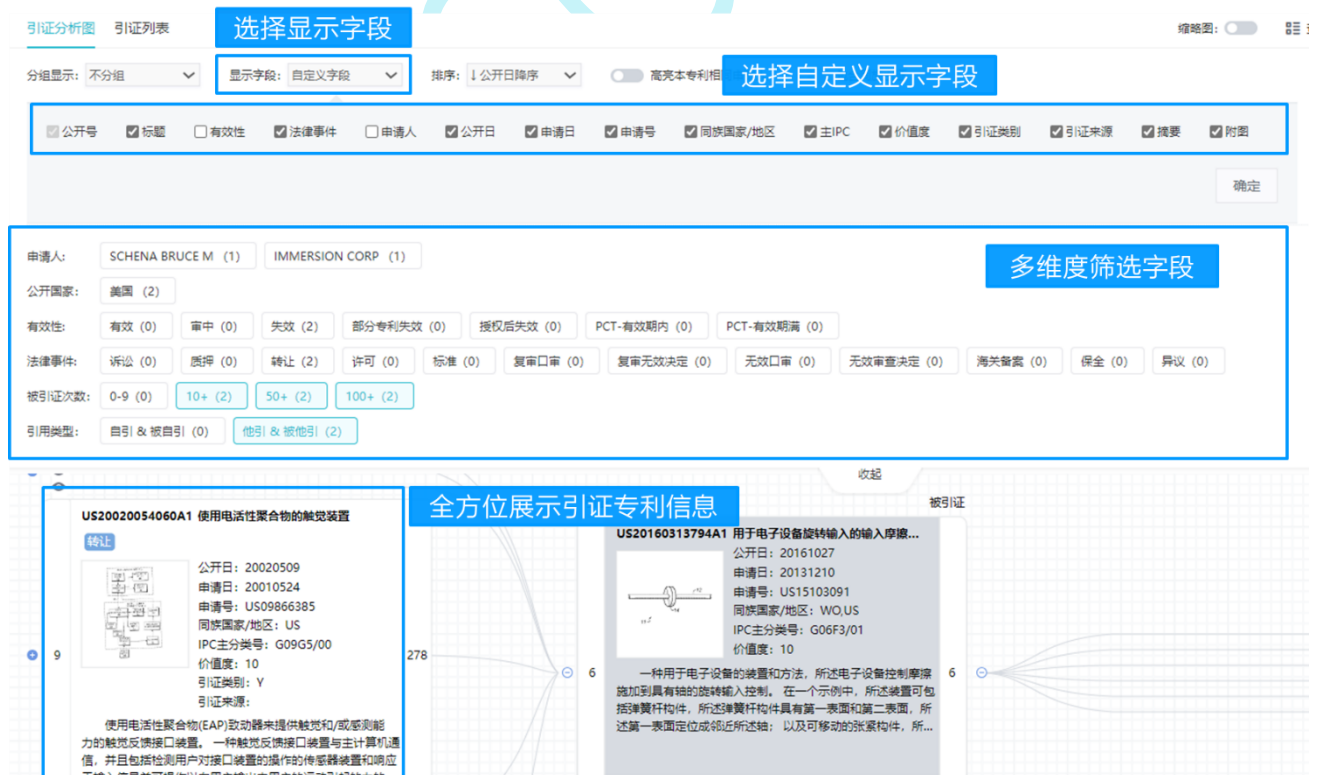 引证分析图 引证列表 选择显示字段 缩略图:
分组显示: 不分组 显示字段: 自定义字段 排序: ↓公开日降序 高亮本专利相 选择自定义显示字段
公开号 标题 有效性 法律事件 申请人 公开日 申请日 申请号 同族国家/地区 主IPC 价值度 引证类别 引证来源 摘要 附图
确定
申请人: SCHENA BRUCE M (1) IMMERSION CORP (1) 多维度筛选字段
公开国家: 美国 (2)
有效性: 有效 (0) 审中 (0) 失效 (2) 部分专利失效 (0) 授权后失效 (0) PCT-有效期内 (0) PCT-有效期满 (0)
法律事件: 诉讼 (0) 质押 (0) 转让 (2) 许可 (0) 标准 (0) 复审口审 (0) 复审无效决定 (0) 无效口审 (0) 无效审查决定 (0) 海关备案 (0) 保全 (0) 异议 (0)
被引证次数: 0-9 (0) 10+ (2) 50+ (2) 100+ (2)
引用类型: 自引 & 被自引 (0) 他引 & 被他引 (2)
收起
全方位展示引证专利信息 被引证
US20020054060A1 使用电活性聚合物的触觉装置
转让
公开日: 20020509
申请日: 20010524
申请号: US09866385
同族国家/地区: US
IPC主分类号: G09G5/00
价值度: 10
引证类别: Y
引证来源:
9 278
使用电活性聚合物(EAP)致动器来提供触觉和/或感测能
力的触觉反馈接口装置。 一种触觉反馈接口装置与主计算机通
信，并且包括检测用户对接口装置的操作的传感器装置和响应
US20160313794A1 用于电子设备旋转输入的输入摩擦...
公开日: 20161027
申请日: 20131210
申请号: US15103091
同族国家/地区: WO,US
IPC主分类号: G06F3/01
价值度: 10
6 6
一种用于电子设备的装置和方法，所述电子设备控制摩擦
施加到具有轴的旋转输入控制。 在一个示例中，所述装置可包
括弹簧杆构件，所述弹簧杆构件具有第一表面和第二表面，所
述第一表面定位成邻近所述轴； 以及可移动的张紧构件，所...